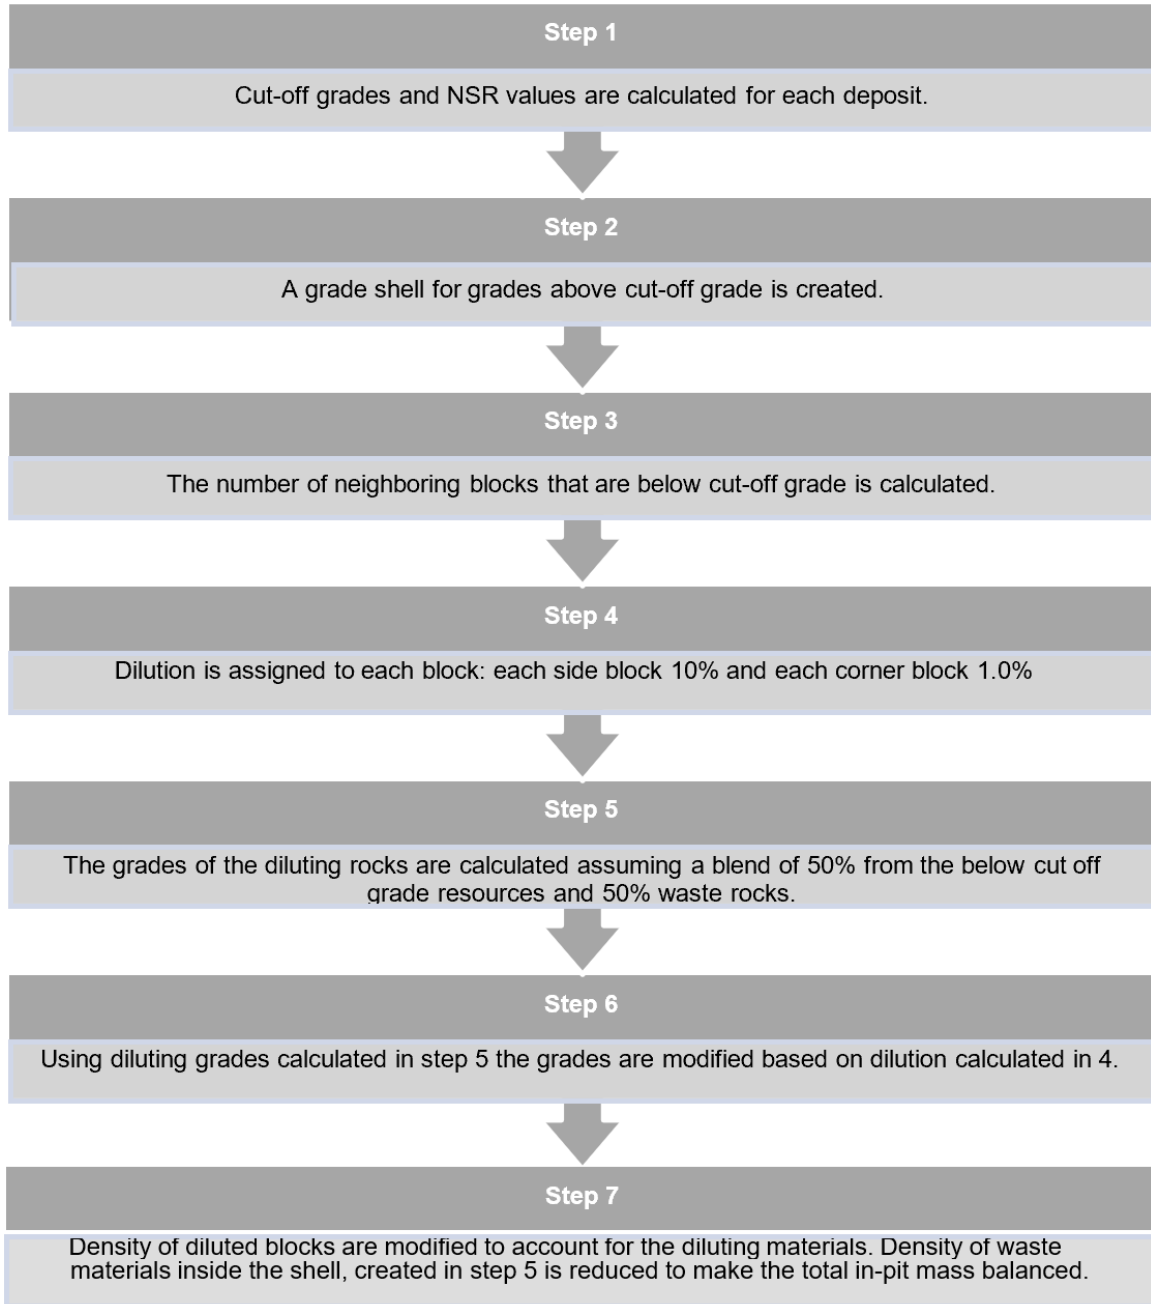 Step 1
Cut-off grades and NSR values are calculated for each deposit.
Step 2
A grade shell for grades above cut-off grade is created.
Step 3
The number of neighboring blocks that are below cut-off grade is calculated.
Step 4
Dilution is assigned to each block: each side block 10% and each corner block 1.0%
Step 5
The grades of the diluting rocks are calculated assuming a blend of 50% from the below cut off
grade resources and 50% waste rocks.
Step 6
Using diluting grades calculated in step 5 the grades are modified based on dilution calculated in 4.
Step 7
Density of diluted blocks are modified to account for the diluting materials. Density of waste
materials inside the shell, created in step 5 is reduced to make the total in-pit mass balanced.